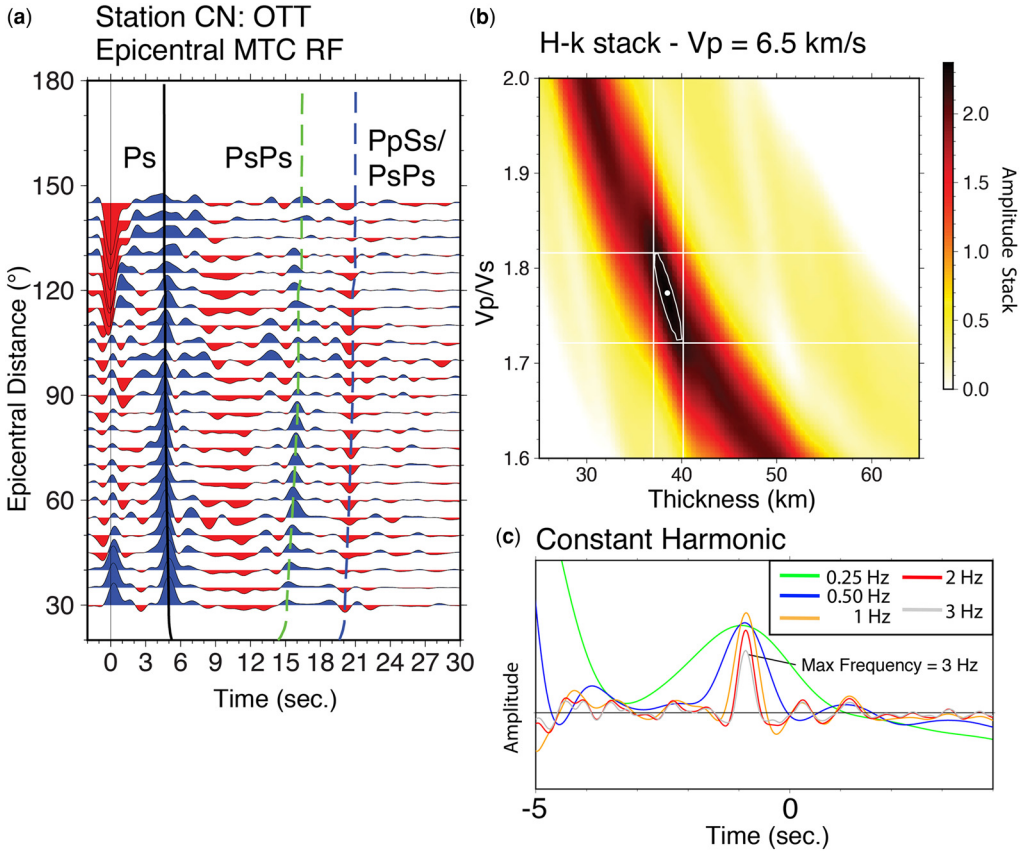 (a)
Station CN: OTT
Epicentral MTC RF
180
150
120
90
60
30
Epicentral Distance (°)
Ps
PsPs
PpSs/
PsPs
0 3 6 9 12 15 18 21 24 27 30
Time (sec.)
(b)
H-k stack - Vp = 6.5 km/s
2.0
1.9
1.8
1.7
1.6
Vp/Vs
30 40 50 60
Thickness (km)
2.0
1.5
1.0
0.5
0.0
Amplitude Stack
(c)
Constant Harmonic
0.25 Hz
0.50 Hz
1 Hz
2 Hz
3 Hz
Max Frequency = 3 Hz
Amplitude
-5 0
Time (sec.)